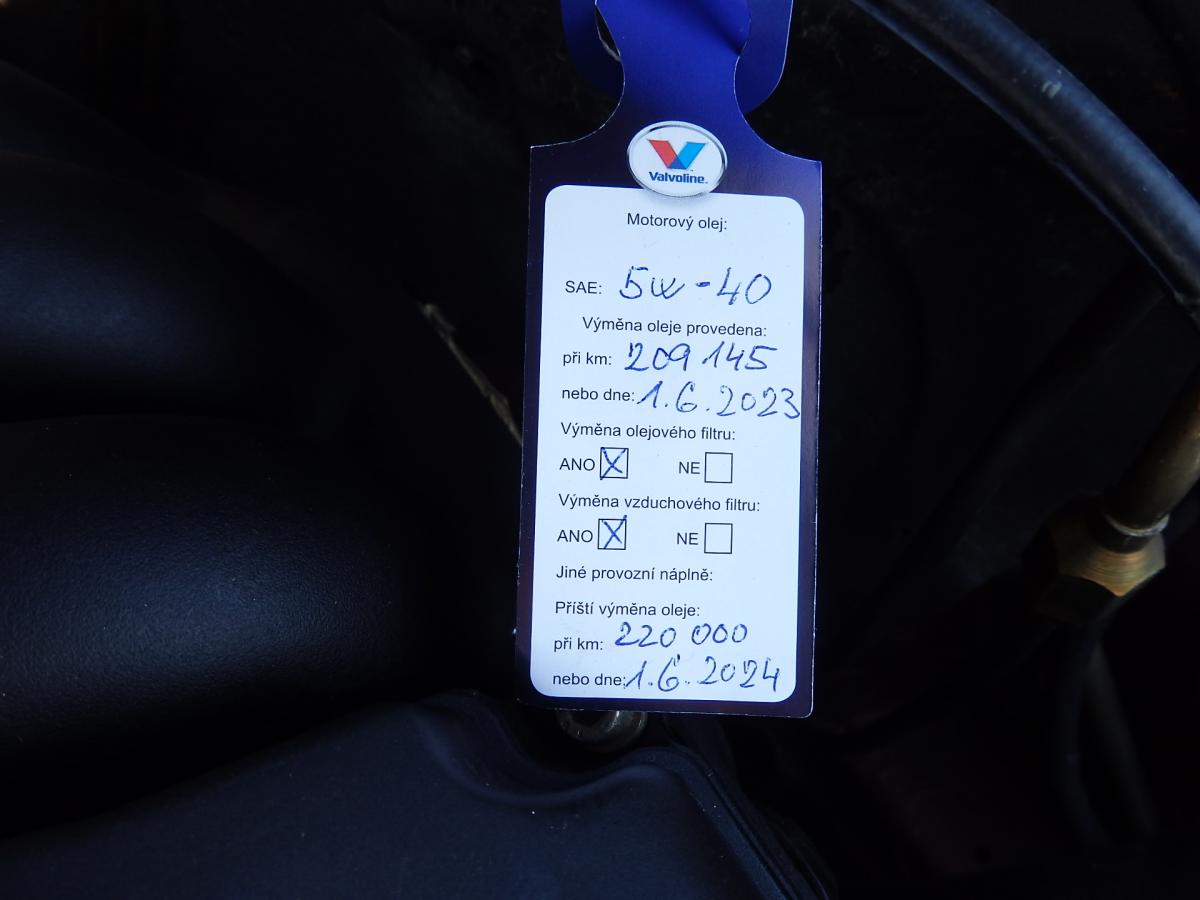 Valvoline
Motorový olej:
SAE: 5W-40
Výměna oleje provedena:
při km: 209 145
nebo dne: 1.6.2023
Výměna olejového filtru:
ANO X NE
Výměna vzduchového filtru:
ANO X NE
Jiné provozní náplně:
Příští výměna oleje:
při km: 220 000
nebo dne: 1.6.2024